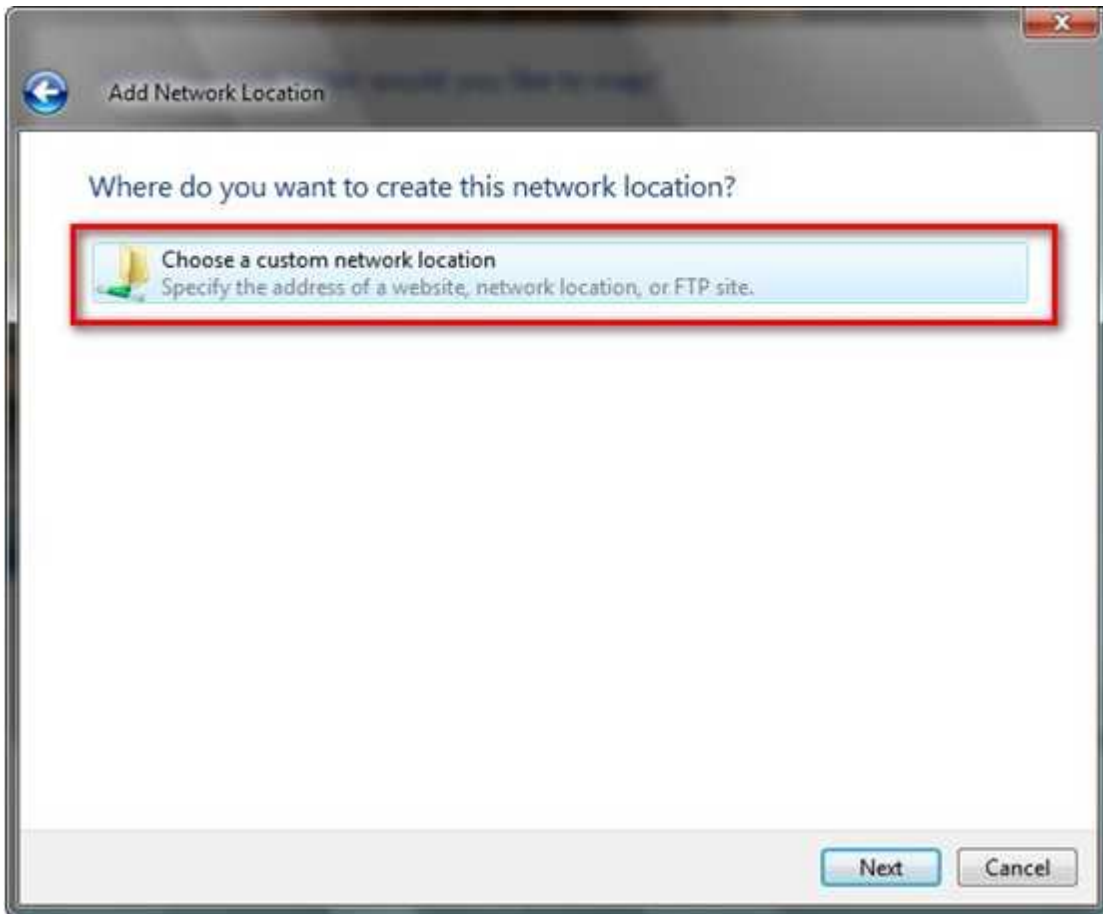 Add Network Location
Where do you want to create this network location?
Choose a custom network location
Specify the address of a website, network location, or FTP site.
Next
Cancel